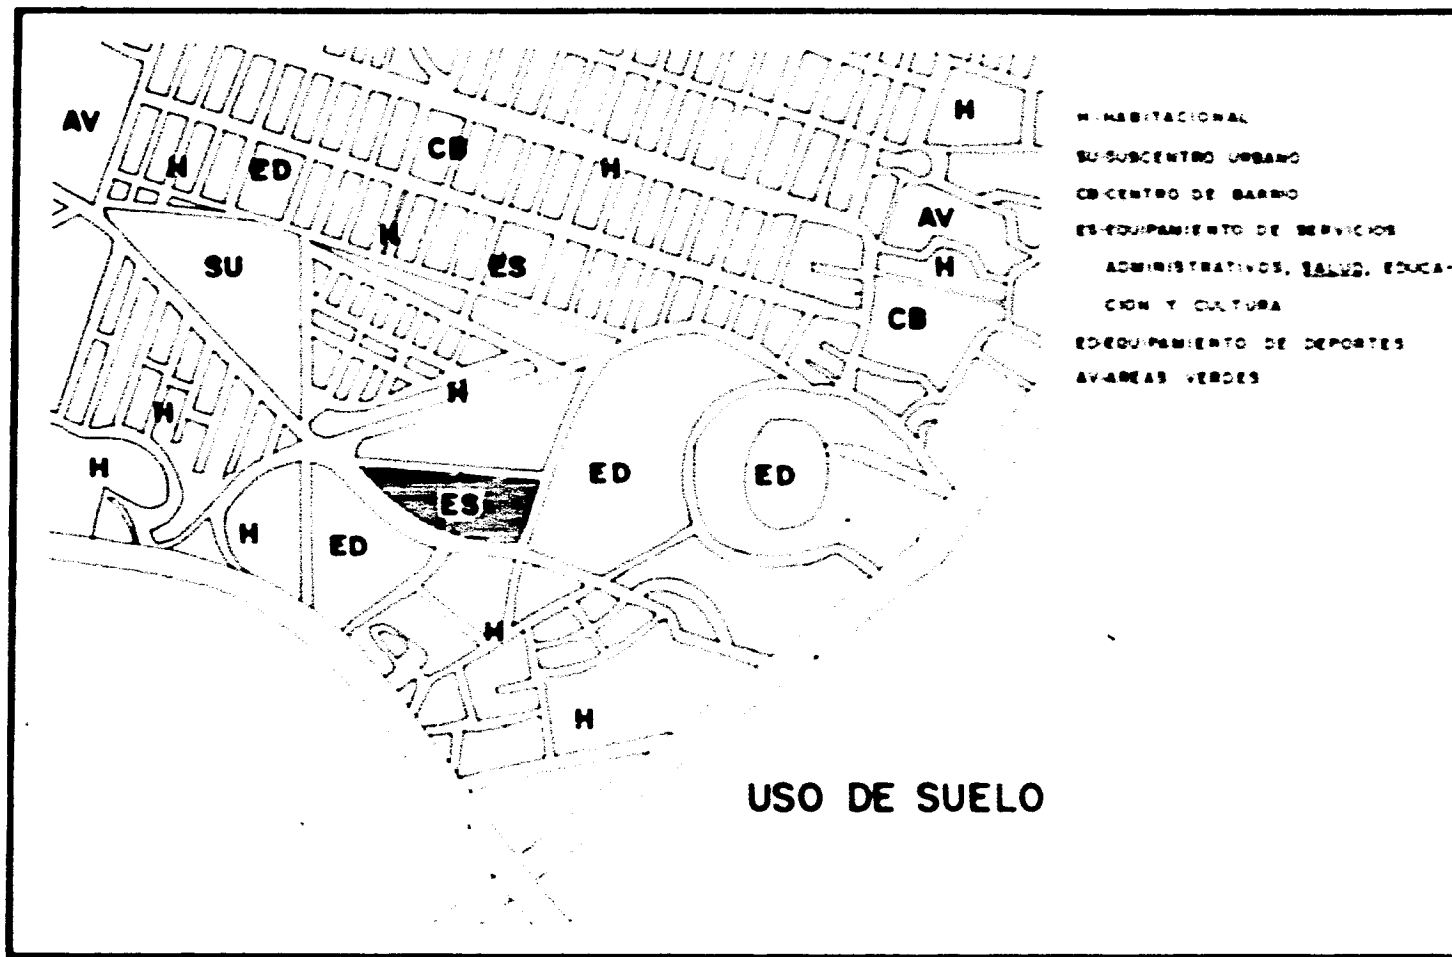 H
AV
CB
H HABITACIONAL
H
ED
H
SU SUSCENTRO URBANO
CB CENTRO DE BARRIO
H
AV
ES EQUIPAMIENTO DE SERVICIOS
SU
ES
H
ADMINISTRATIVOS, SALUD, EDUCA-
CION Y CULTURA
CB
ED EQUIPAMIENTO DE DEPORTES
AV AREAS VERDES
H
H
H
ED
ED
ES
H
ED
H
H
USO DE SUELO